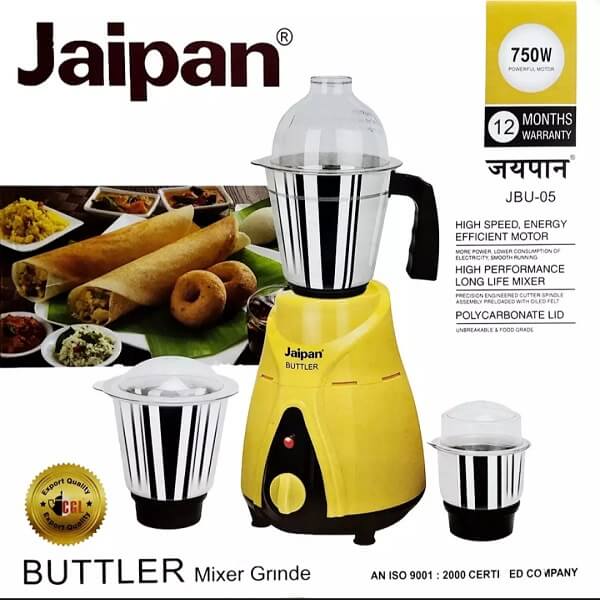 Jaipan®
750W
POWERFUL MOTOR
12 MONTHS
WARRANTY
जयपान®
JBU-05
HIGH SPEED, ENERGY
EFFICIENT MOTOR
MORE POWER, LOWER CONSUMPTION OF
ELECTRICITY, SMOOTH RUNNING
HIGH PERFORMANCE
LONG LIFE MIXER
PRECISION ENGINEERED CUTTER SPINDLE
ASSEMBLY PRELOADED WITH OILED FELT
POLYCARBONATE LID
UNBREAKABLE & FOOD GRADE
Jaipan®
BUTTLER
Export Quality
CGL
Export Quality
BUTTLER Mixer Grinde
AN ISO 9001 : 2000 CERTI ED COMPANY